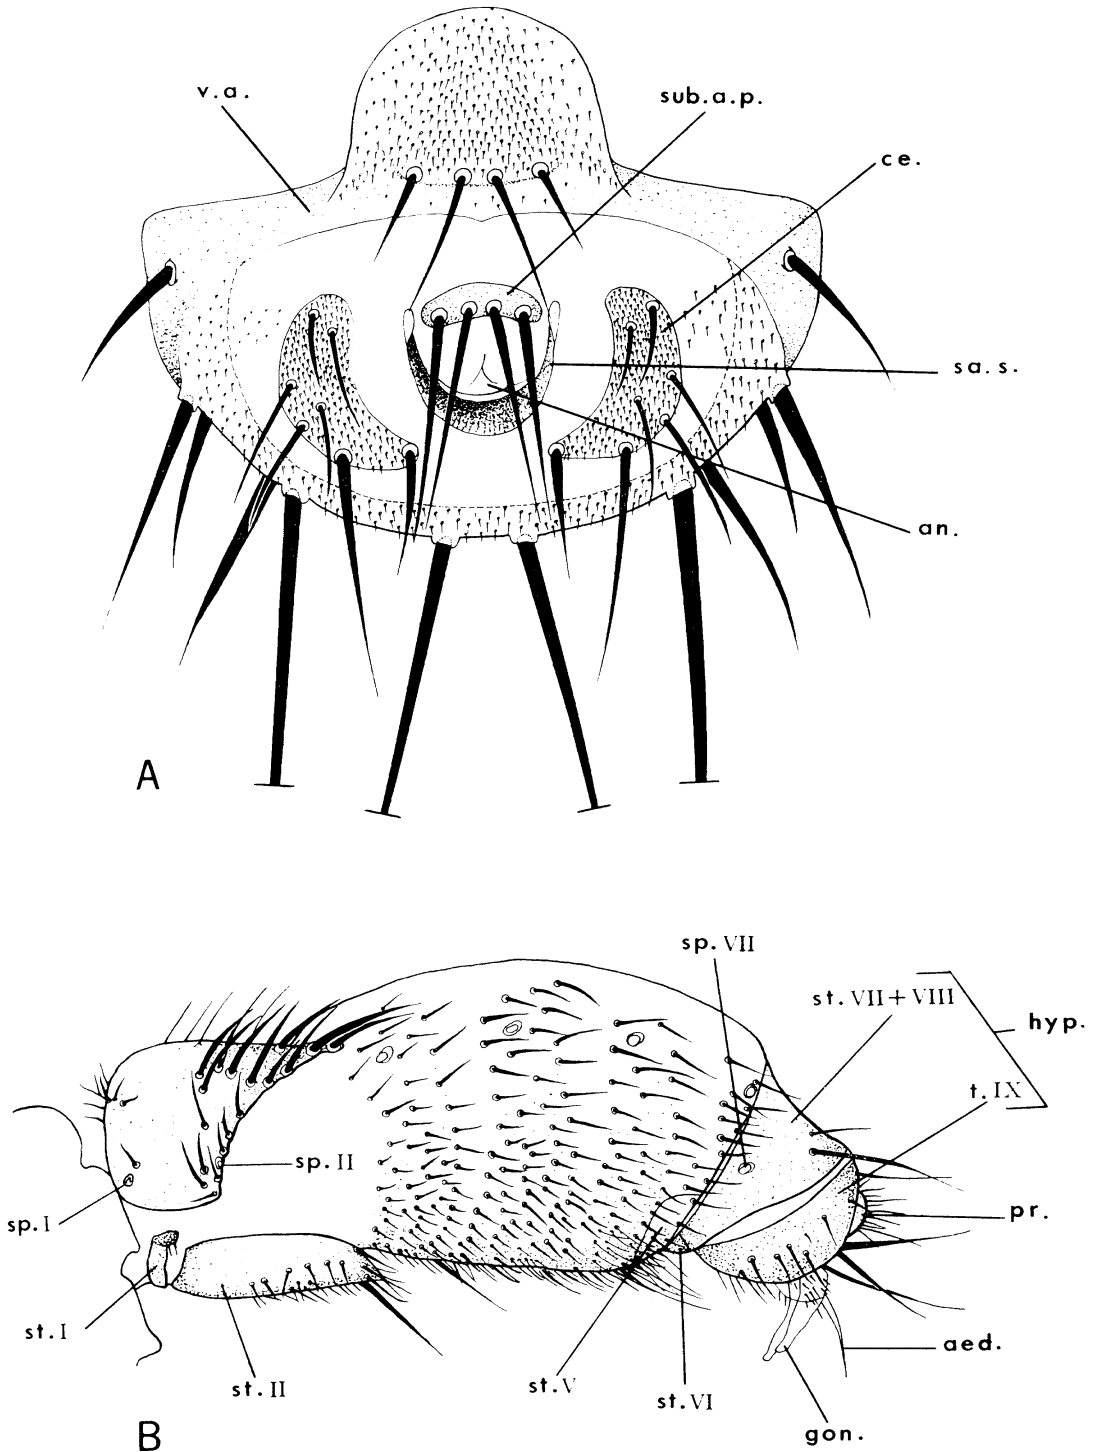 v.a.
sub.a.p.
ce.
sa.s.
an.
A
sp. VII
st. VII + VIII
hyp.
t. IX
sp. II
pr.
sp. I
st. I
aed.
st. II
st. V
st. VI
gon.
B